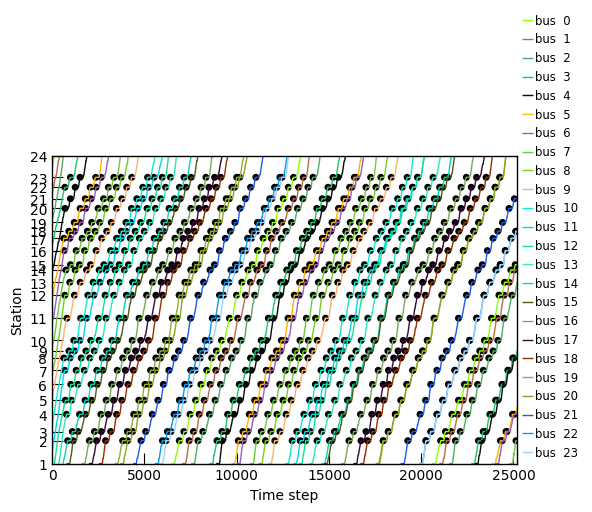 bus 0
bus 1
bus 2
bus 3
bus 4
bus 5
bus 6
bus 7
bus 8
bus 9
bus 10
bus 11
bus 12
bus 13
bus 14
bus 15
bus 16
bus 17
bus 18
bus 19
bus 20
bus 21
bus 22
bus 23
Station
24
23
22
21
20
19
18
17
16
15
14
13
12
11
10
9
8
7
6
5
4
3
2
1
0 5000 10000 15000 20000 25000
Time step